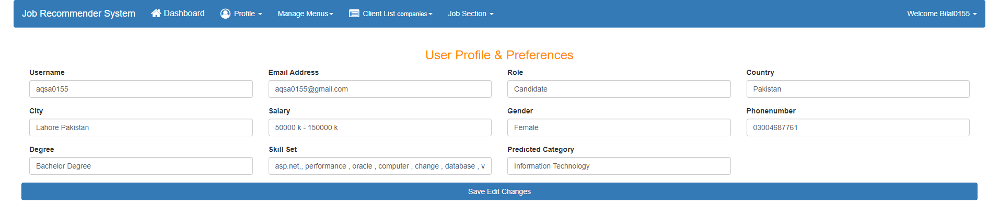 Job Recommender System Dashboard Profile Manage Menus Client List companies Job Section Welcome Bilal0155
User Profile & Preferences
Username Email Address Role Country
aqsa0155 aqsa0155@gmail.com Candidate Pakistan
City Salary Gender Phonenumber
Lahore Pakistan 50000 k - 150000 k Female 03004687761
Degree Skill Set Predicted Category
Bachelor Degree asp.net,, performance , oracle , computer , change , database , v Information Technology
Save Edit Changes